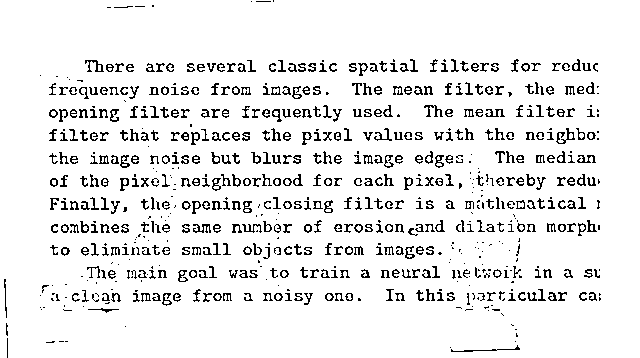 There are several classic spatial filters for reduc
frequency noise from images. The mean filter, the med
opening filter are frequently used. The mean filter i
filter that replaces the pixel values with the neighbo
the image noise but blurs the image edges. The median
of the pixel neighborhood for each pixel, thereby redu
Finally, the opening closing filter is a mathematical
combines the same number of erosion and dilation morph
to eliminate small objects from images.
The main goal was to train a neural network in a su
a clean image from a noisy one. In this particular ca